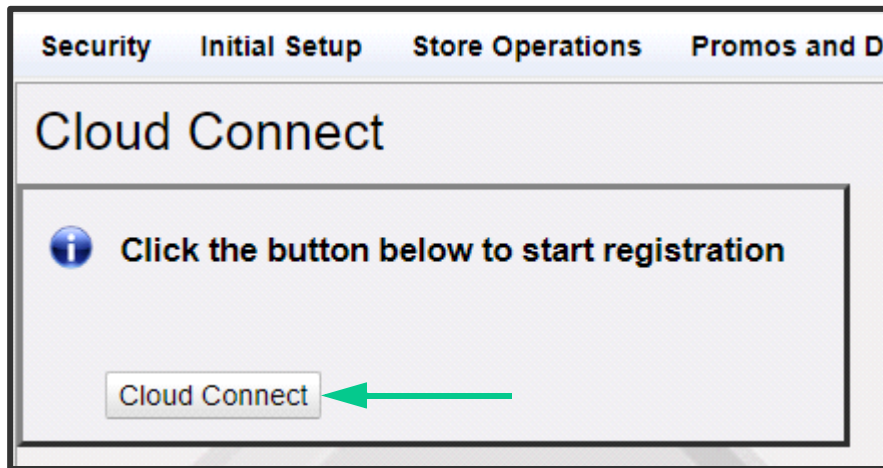 Security Initial Setup Store Operations Promos and D
Cloud Connect
Click the button below to start registration
Cloud Connect